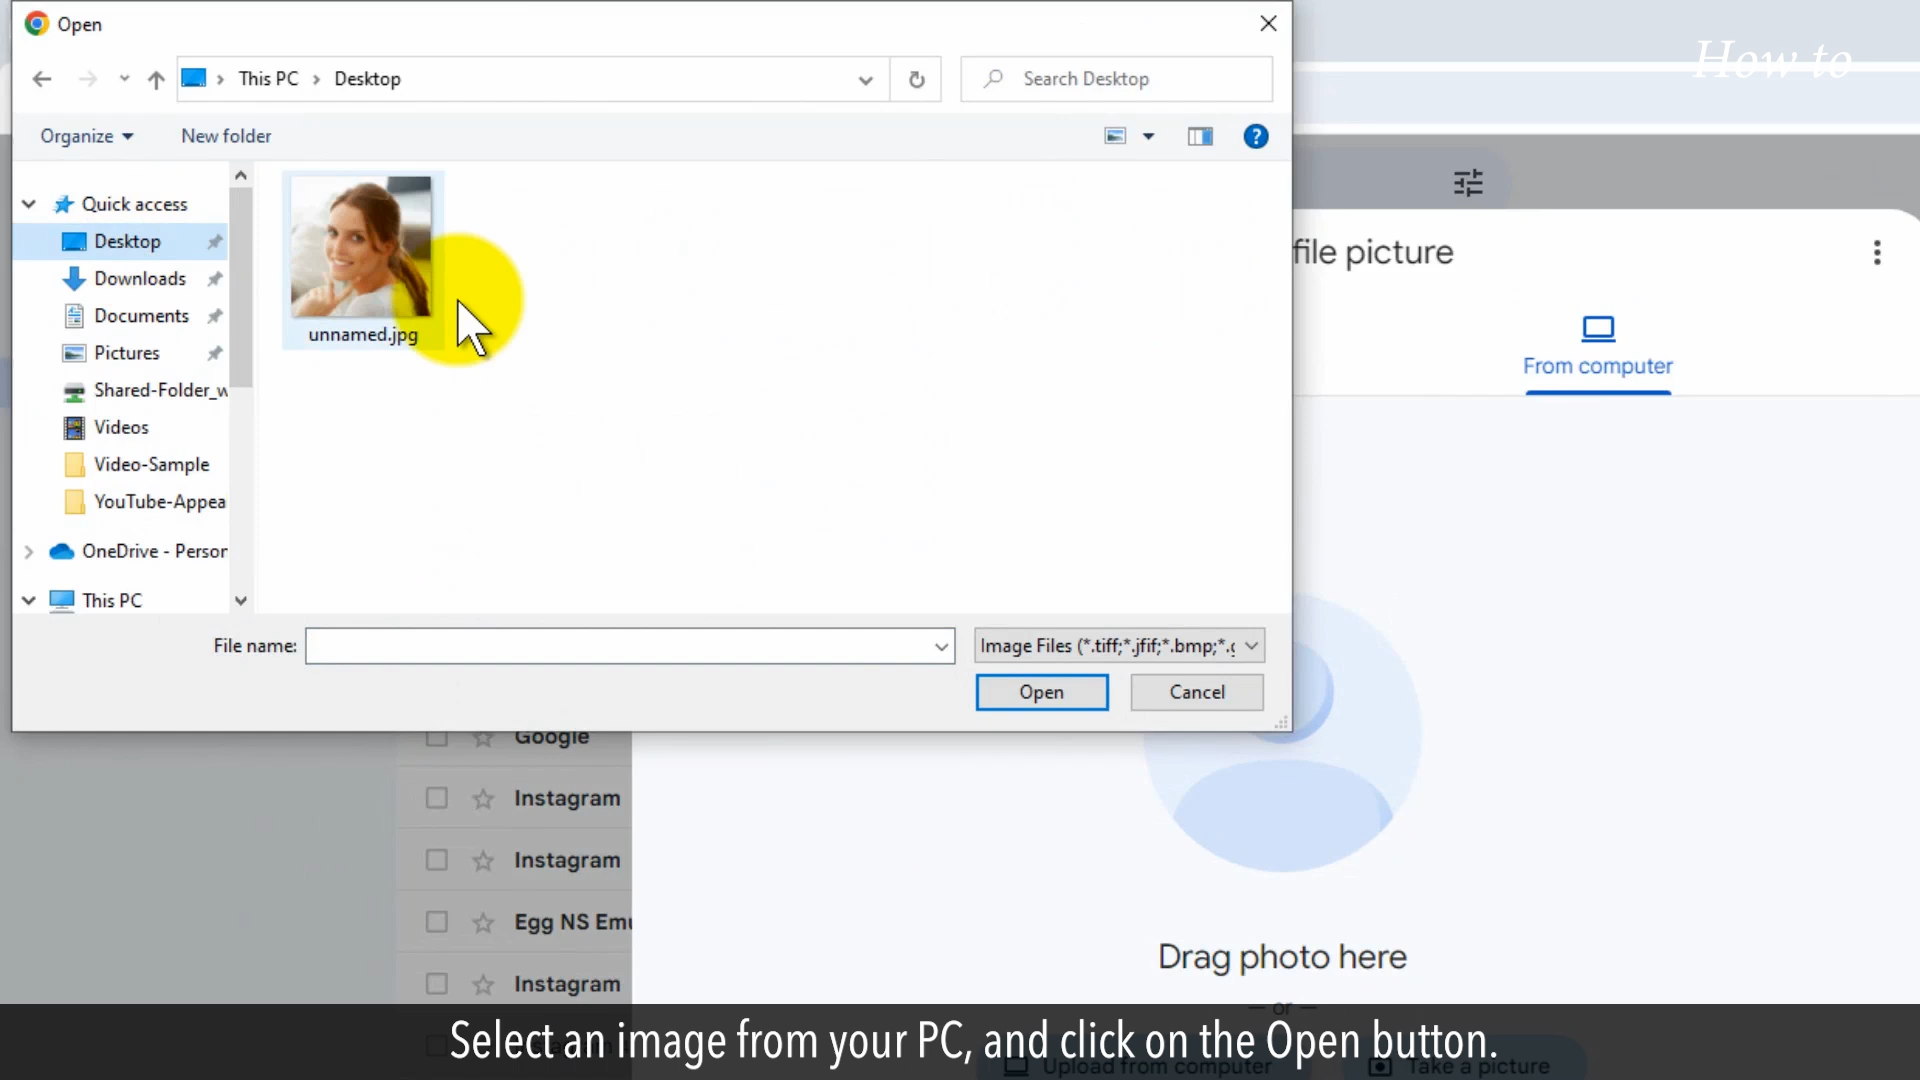 Open
How to
This PC > Desktop
Search Desktop
Organize
New folder
Quick access
Desktop
Downloads
Documents
Pictures
Shared-Folder_w
Videos
Video-Sample
YouTube-Appea
OneDrive - Person
This PC
unnamed.jpg
File name:
Image Files (*.tiff;*.jfif;*.bmp;*.g
Open
Cancel
file picture
From computer
Google
Instagram
Instagram
Egg NS Emu
Instagram
Drag photo here
— or —
Upload from computer
Take a picture
Select an image from your PC, and click on the Open button.